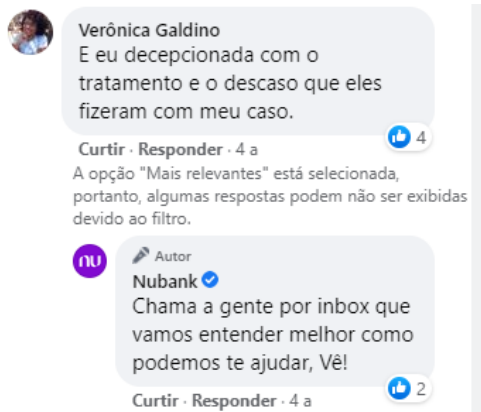 Verônica Galdino
E eu decepcionada com o
tratamento e o descaso que eles
fizeram com meu caso.
4
Curtir · Responder · 4 a
A opção "Mais relevantes" está selecionada,
portanto, algumas respostas podem não ser exibidas
devido ao filtro.
nu
Autor
Nubank
Chama a gente por inbox que
vamos entender melhor como
podemos te ajudar, Vê!
2
Curtir · Responder · 4 a